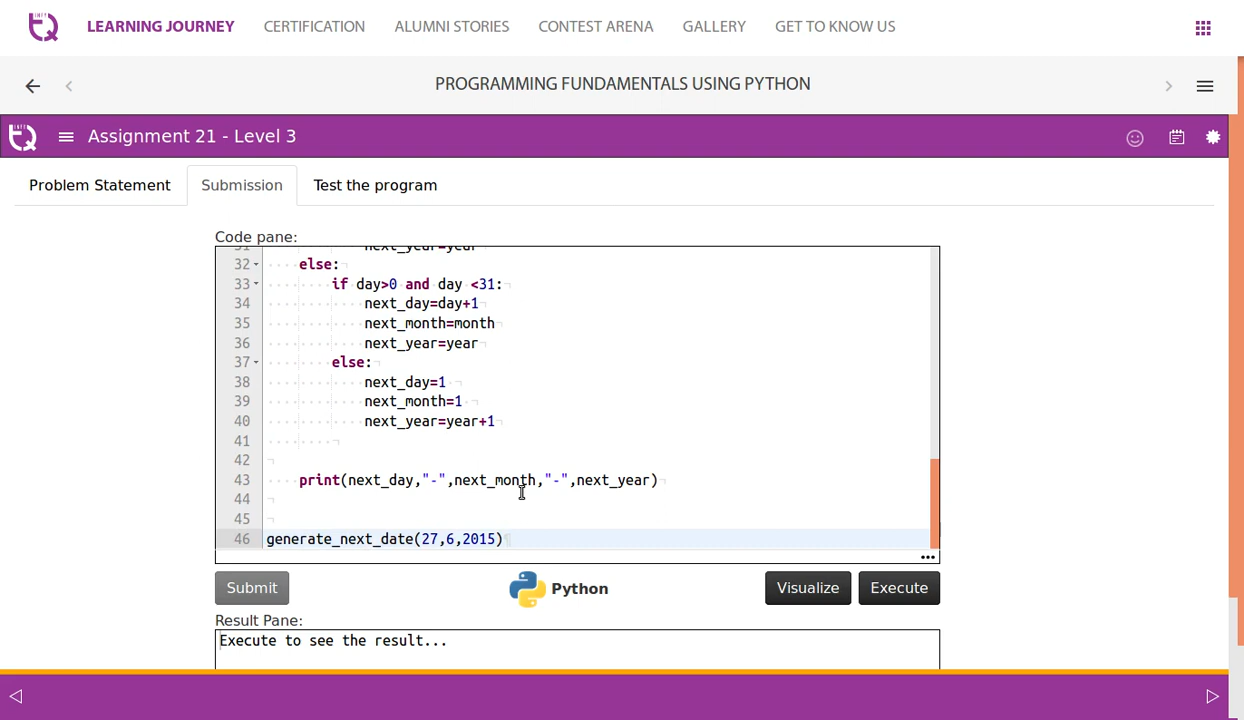 LEARNING JOURNEY CERTIFICATION ALUMNI STORIES CONTEST ARENA GALLERY GET TO KNOW US
PROGRAMMING FUNDAMENTALS USING PYTHON
Assignment 21 - Level 3
Problem Statement Submission Test the program
Code pane:
31 next_year=year
32 else:
33 if day>0 and day <31:
34 next_day=day+1
35 next_month=month
36 next_year=year
37 else:
38 next_day=1
39 next_month=1
40 next_year=year+1
41
42
43 print(next_day,"-",next_month,"-",next_year)
44
45
46 generate_next_date(27,6,2015)
Submit Python Visualize Execute
Result Pane:
Execute to see the result...